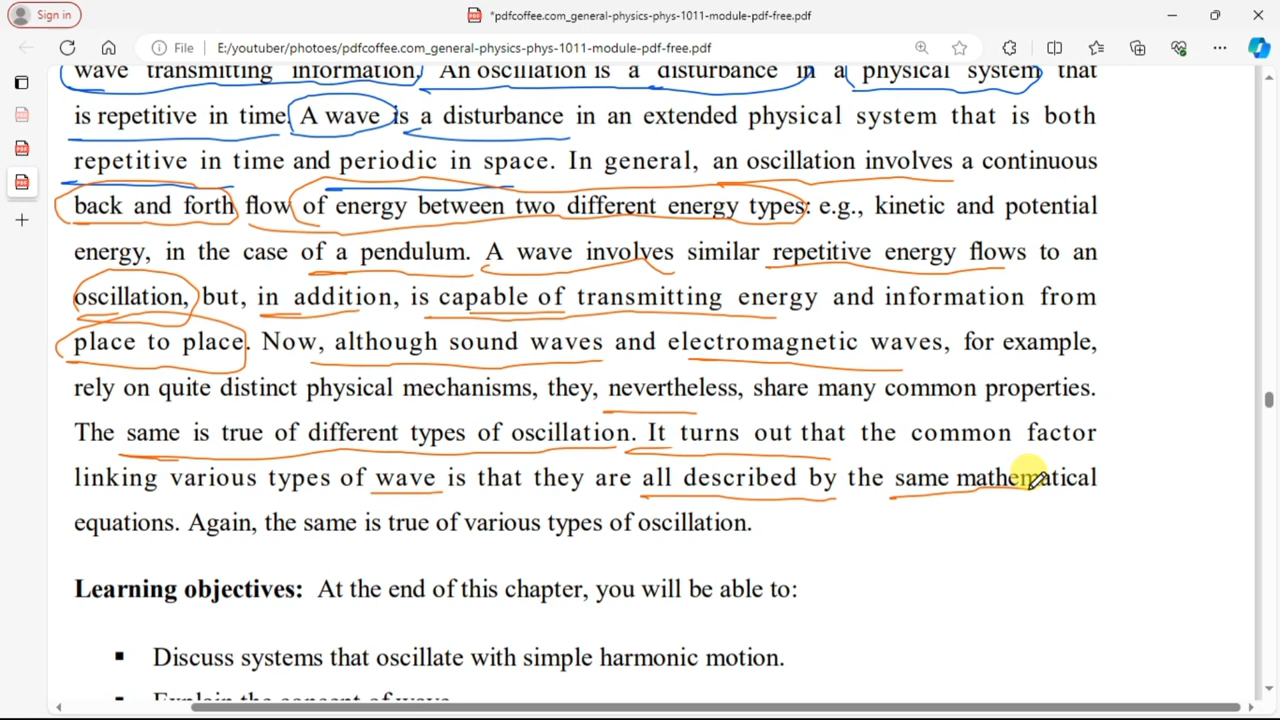 Sign in
*pdfcoffee.com_general-physics-phys-1011-module-pdf-free.pdf
File
E:/youtuber/photoes/pdfcoffee.com_general-physics-phys-1011-module-pdf-free.pdf
wave transmitting information. An oscillation is a disturbance in a physical system that
is repetitive in time. A wave is a disturbance in an extended physical system that is both
repetitive in time and periodic in space. In general, an oscillation involves a continuous
back and forth flow of energy between two different energy types: e.g., kinetic and potential
energy, in the case of a pendulum. A wave involves similar repetitive energy flows to an
oscillation, but, in addition, is capable of transmitting energy and information from
place to place. Now, although sound waves and electromagnetic waves, for example,
rely on quite distinct physical mechanisms, they, nevertheless, share many common properties.
The same is true of different types of oscillation. It turns out that the common factor
linking various types of wave is that they are all described by the same mathematical
equations. Again, the same is true of various types of oscillation.
Learning objectives: At the end of this chapter, you will be able to:
▪ Discuss systems that oscillate with simple harmonic motion.
▪ Explain the concept of wave